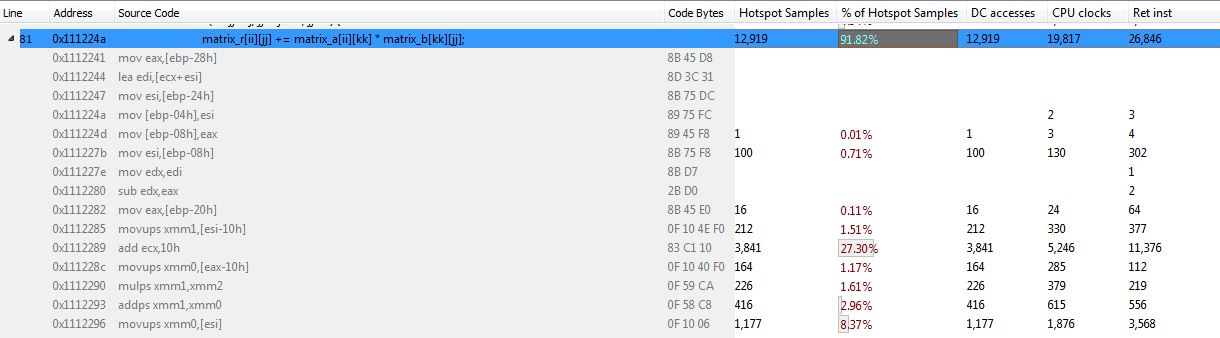 Line Address Source Code Code Bytes Hotspot Samples % of Hotspot Samples DC accesses CPU clocks Ret inst
81 0x111224a matrix_r[ii][jj] += matrix_a[ii][kk] * matrix_b[kk][jj]; 12,919 91.82% 12,919 19,817 26,846
0x1112241 mov eax,[ebp-28h] 8B 45 D8
0x1112244 lea edi,[ecx+esi] 8D 3C 31
0x1112247 mov esi,[ebp-24h] 8B 75 DC
0x111224a mov [ebp-04h],esi 89 75 FC 2 3
0x111224d mov [ebp-08h],eax 89 45 F8 1 0.01% 1 3 4
0x111227b mov esi,[ebp-08h] 8B 75 F8 100 0.71% 100 130 302
0x111227e mov edx,edi 8B D7 1
0x1112280 sub edx,eax 2B D0 2
0x1112282 mov eax,[ebp-20h] 8B 45 E0 16 0.11% 16 24 64
0x1112285 movups xmm1,[esi-10h] 0F 10 4E F0 212 1.51% 212 330 377
0x1112289 add ecx,10h 83 C1 10 3,841 27.30% 3,841 5,246 11,376
0x111228c movups xmm0,[eax-10h] 0F 10 40 F0 164 1.17% 164 285 112
0x1112290 mulps xmm1,xmm2 0F 59 CA 226 1.61% 226 379 219
0x1112293 addps xmm1,xmm0 0F 58 C8 416 2.96% 416 615 556
0x1112296 movups xmm0,[esi] 0F 10 06 1,177 8.37% 1,177 1,876 3,568